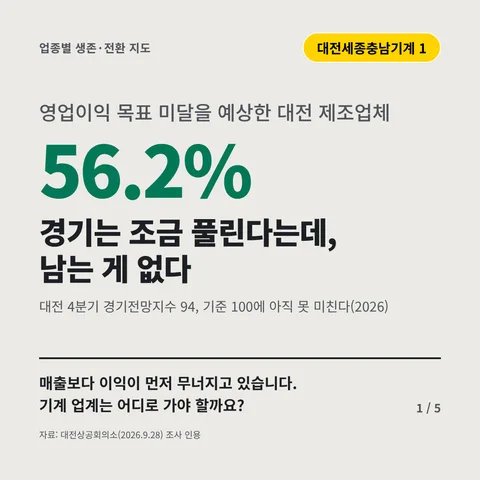 업종별 생존·전환 지도
대전세종충남기계 1
영업이익 목표 미달을 예상한 대전 제조업체
56.2%
경기는 조금 풀린다는데,
남는 게 없다
대전 4분기 경기전망지수 94, 기준 100에 아직 못 미친다(2026)
매출보다 이익이 먼저 무너지고 있습니다.
기계 업계는 어디로 가야 할까요?
1 / 5
자료: 대전상공회의소(2026.9.28) 조사 인용